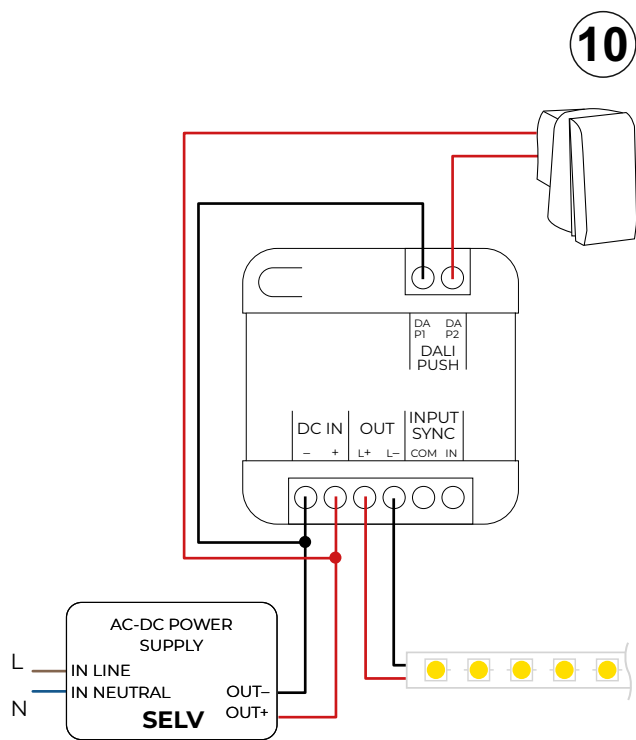 10
DA DA
P1 P2
DALI
PUSH
DC IN
– +
OUT
L+ L–
INPUT
SYNC
COM IN
AC-DC POWER
SUPPLY
L
IN LINE
N
IN NEUTRAL
OUT–
SELV
OUT+